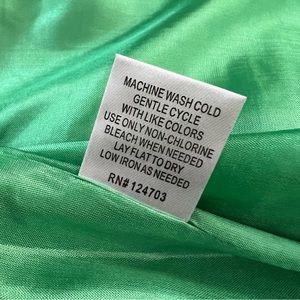 MACHINE WASH COLD
GENTLE CYCLE
WITH LIKE COLORS
USE ONLY NON-CHLORINE
BLEACH WHEN NEEDED
LAY FLAT TO DRY
LOW IRON AS NEEDED
RN# 124703